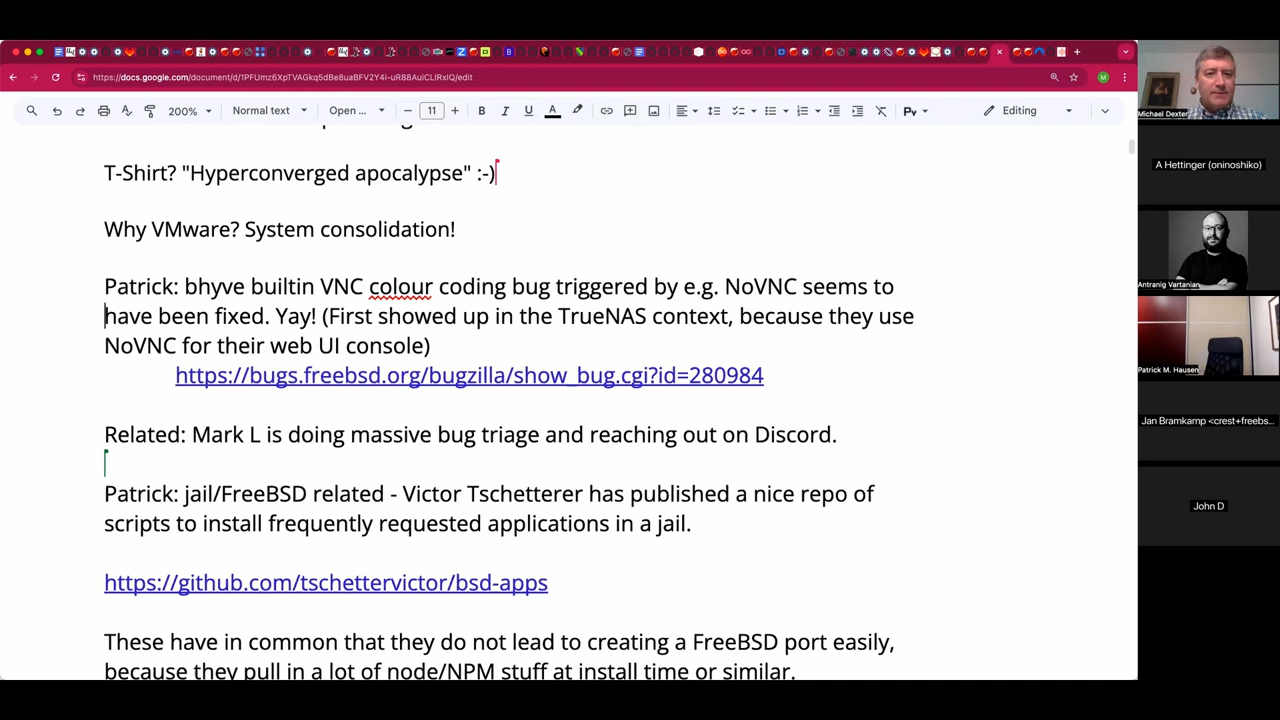 https://docs.google.com/document/d/1PFUmz6XpTVAGkq5dBe8uaBFV2Y4i-uR88AuiCLIRxIQ/edit
200%
Normal text
Open ...
11
Editing
T-Shirt? "Hyperconverged apocalypse" :-)
Why VMware? System consolidation!
Patrick: bhyve builtin VNC colour coding bug triggered by e.g. NoVNC seems to
have been fixed. Yay! (First showed up in the TrueNAS context, because they use
NoVNC for their web UI console)
https://bugs.freebsd.org/bugzilla/show_bug.cgi?id=280984
Related: Mark L is doing massive bug triage and reaching out on Discord.
Patrick: jail/FreeBSD related - Victor Tschetterer has published a nice repo of
scripts to install frequently requested applications in a jail.
https://github.com/tschettervictor/bsd-apps
These have in common that they do not lead to creating a FreeBSD port easily,
because they pull in a lot of node/NPM stuff at install time or similar.
Michael Dexter
A Hettinger (oninoshiko)
Antranig Vartanian
Patrick M. Hausen
Jan Bramkamp <crest+freebs...
John D